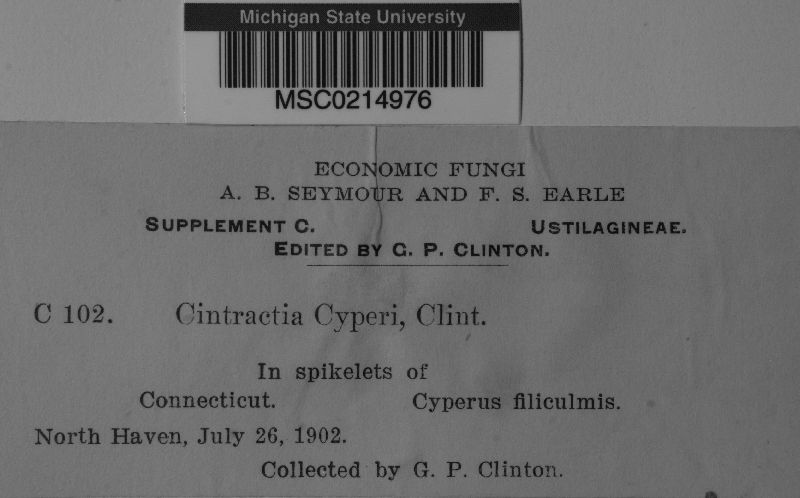 Michigan State University
MSC0214976
ECONOMIC FUNGI
A. B. SEYMOUR AND F. S. EARLE
SUPPLEMENT C. USTILAGINEAE.
EDITED BY G. P. CLINTON.
C 102. Cintractia Cyperi, Clint.
In spikelets of
Connecticut. Cyperus filiculmis.
North Haven, July 26, 1902.
Collected by G. P. Clinton.